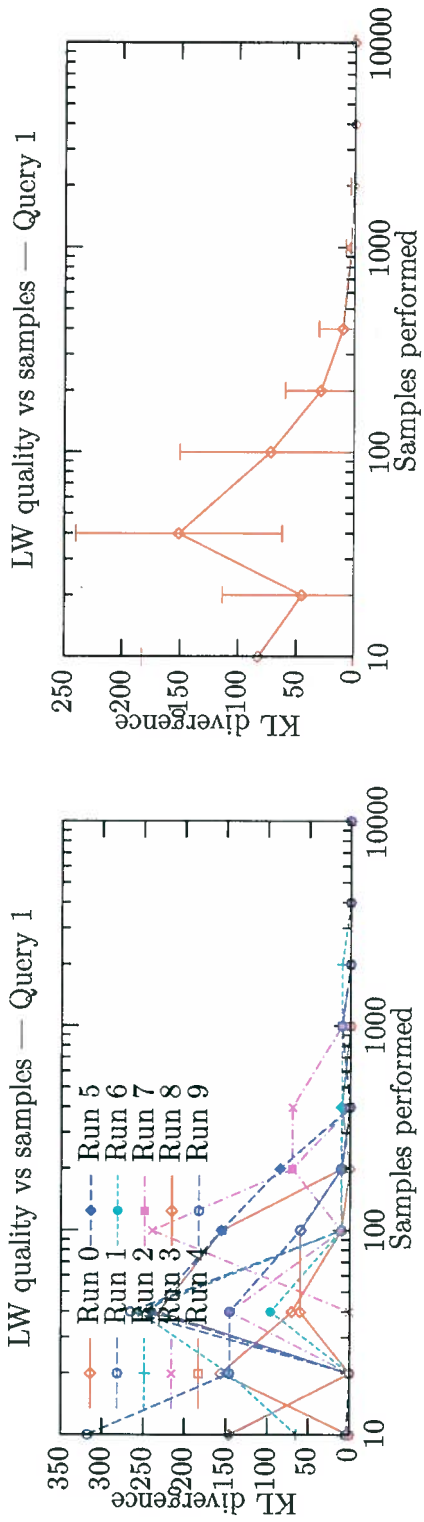 LW quality vs samples — Query 1
KL divergence
350
300
250
200
150
100
50
0
10
100
1000
10000
Samples performed
Run 0
Run 1
Run 2
Run 3
Run 4
Run 5
Run 6
Run 7
Run 8
Run 9
LW quality vs samples — Query 1
KL divergence
250
200
150
100
50
0
10
100
1000
10000
Samples performed